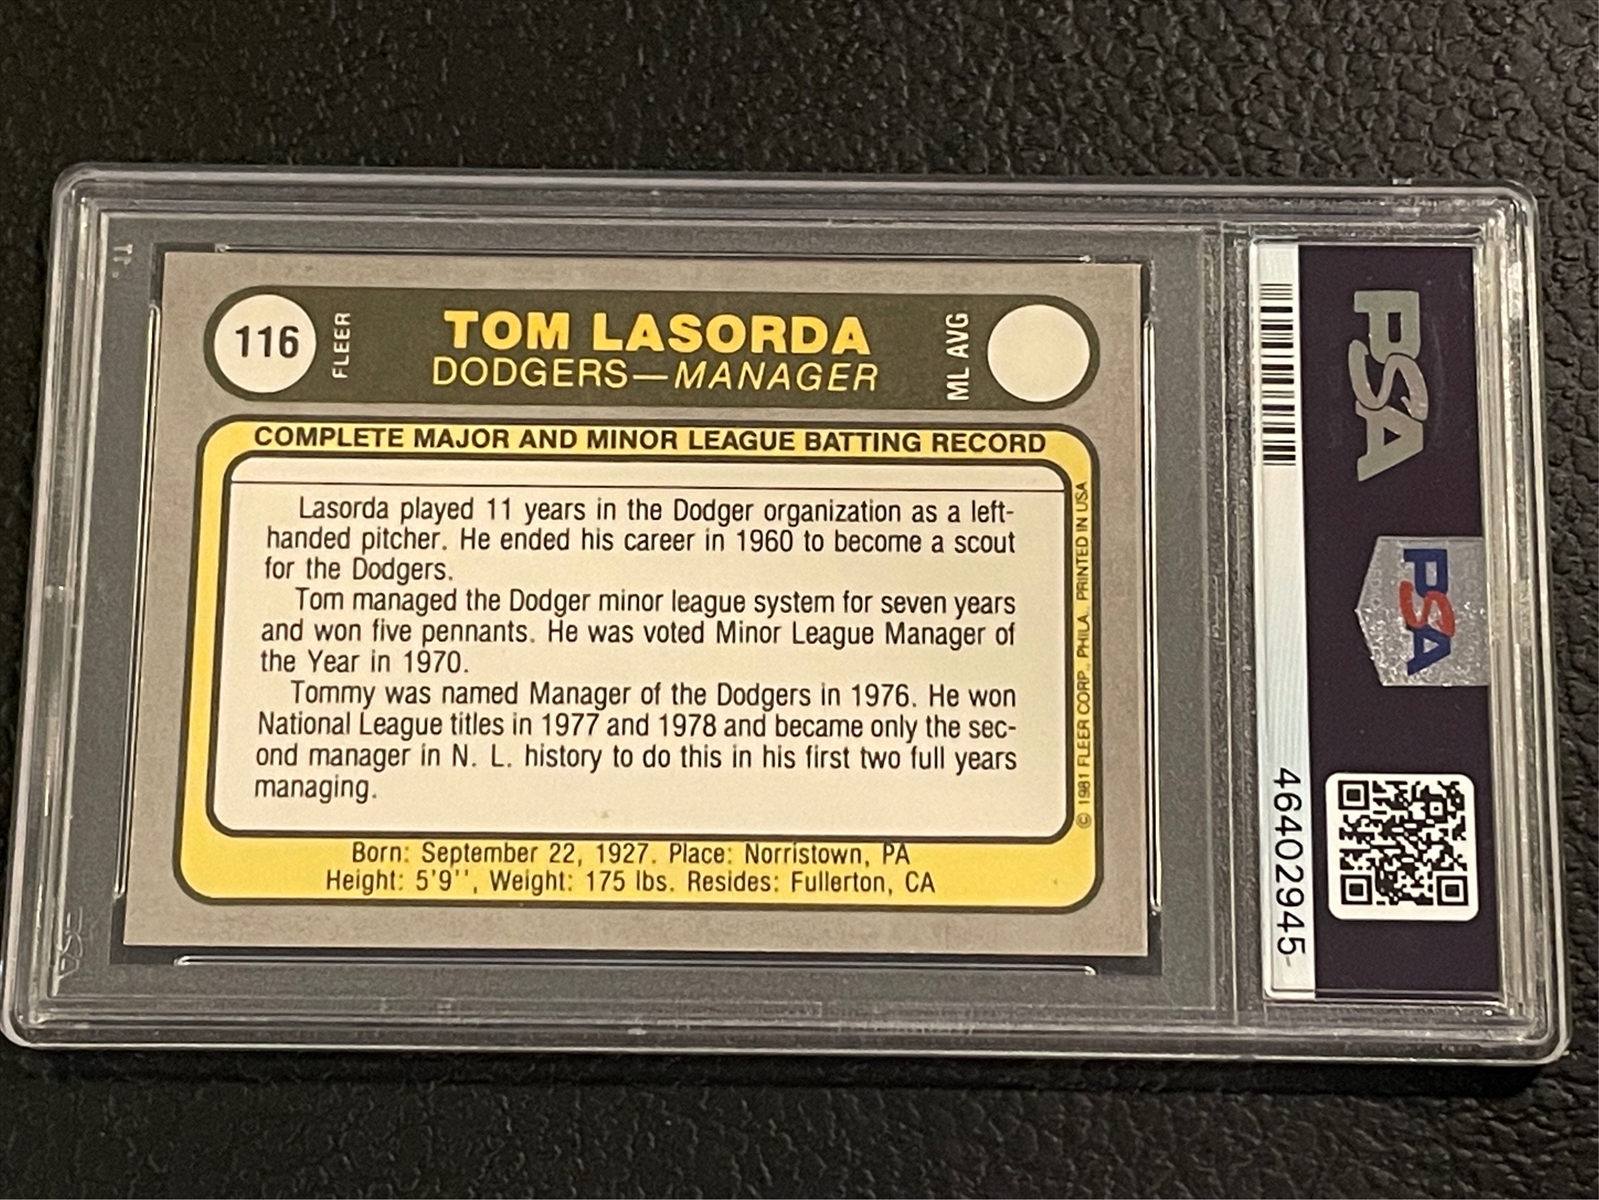 116
FLEER
TOM LASORDA
DODGERS—MANAGER
ML AVG
COMPLETE MAJOR AND MINOR LEAGUE BATTING RECORD
Lasorda played 11 years in the Dodger organization as a left-
handed pitcher. He ended his career in 1960 to become a scout
for the Dodgers.
Tom managed the Dodger minor league system for seven years
and won five pennants. He was voted Minor League Manager of
the Year in 1970.
Tommy was named Manager of the Dodgers in 1976. He won
National League titles in 1977 and 1978 and became only the sec-
ond manager in N. L. history to do this in his first two full years
managing.
© 1981 FLEER CORP., PHILA., PRINTED IN USA
Born: September 22, 1927. Place: Norristown, PA
Height: 5'9'', Weight: 175 lbs. Resides: Fullerton, CA
PSA
PSA
46402945